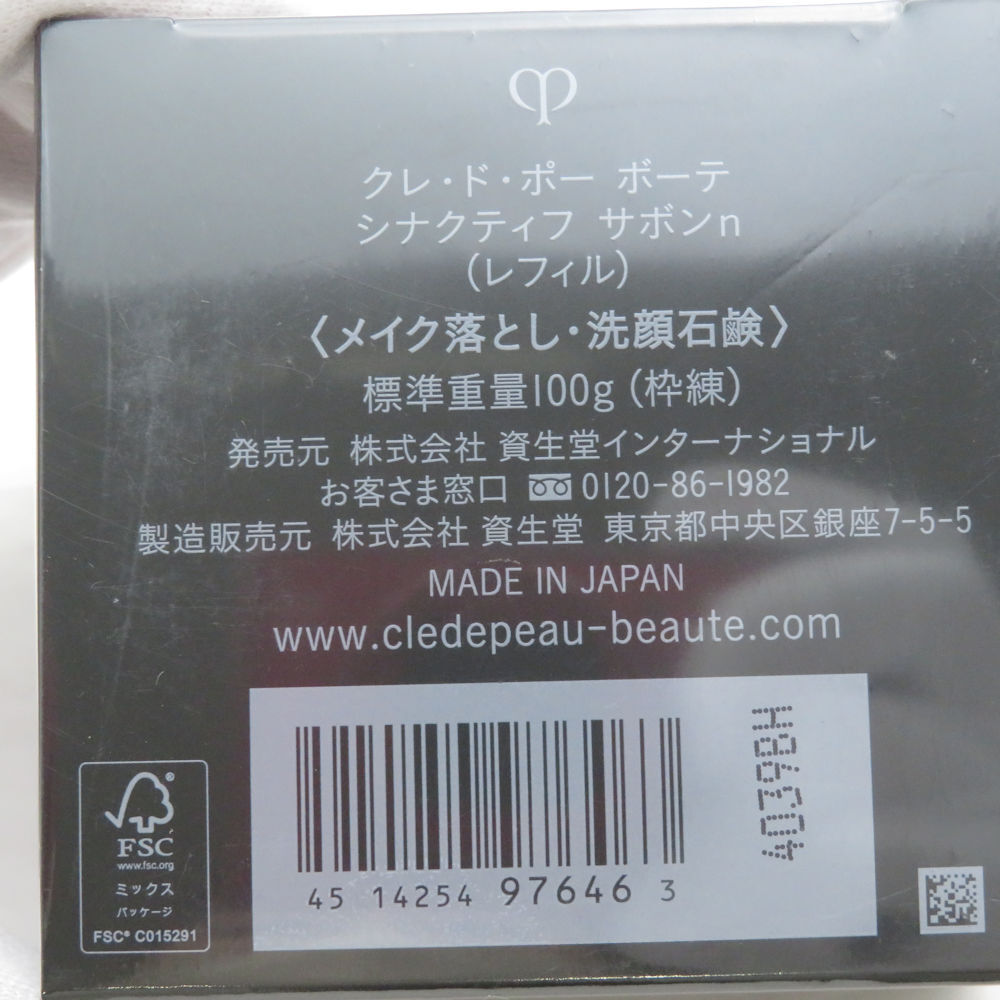 クレ・ド・ポー ボーテ
シナクティフ サボンn
(レフィル)
〈メイク落とし・洗顔石鹸〉
標準重量100g(枠練)
発売元 株式会社 資生堂インターナショナル
お客さま窓口 0120-86-1982
製造販売元 株式会社 資生堂 東京都中央区銀座7-5-5
MADE IN JAPAN
www.cledepeau-beaute.com
4039BH
45 14254 97646 3
FSC
www.fsc.org
ミックス
パッケージ
FSC® C015291